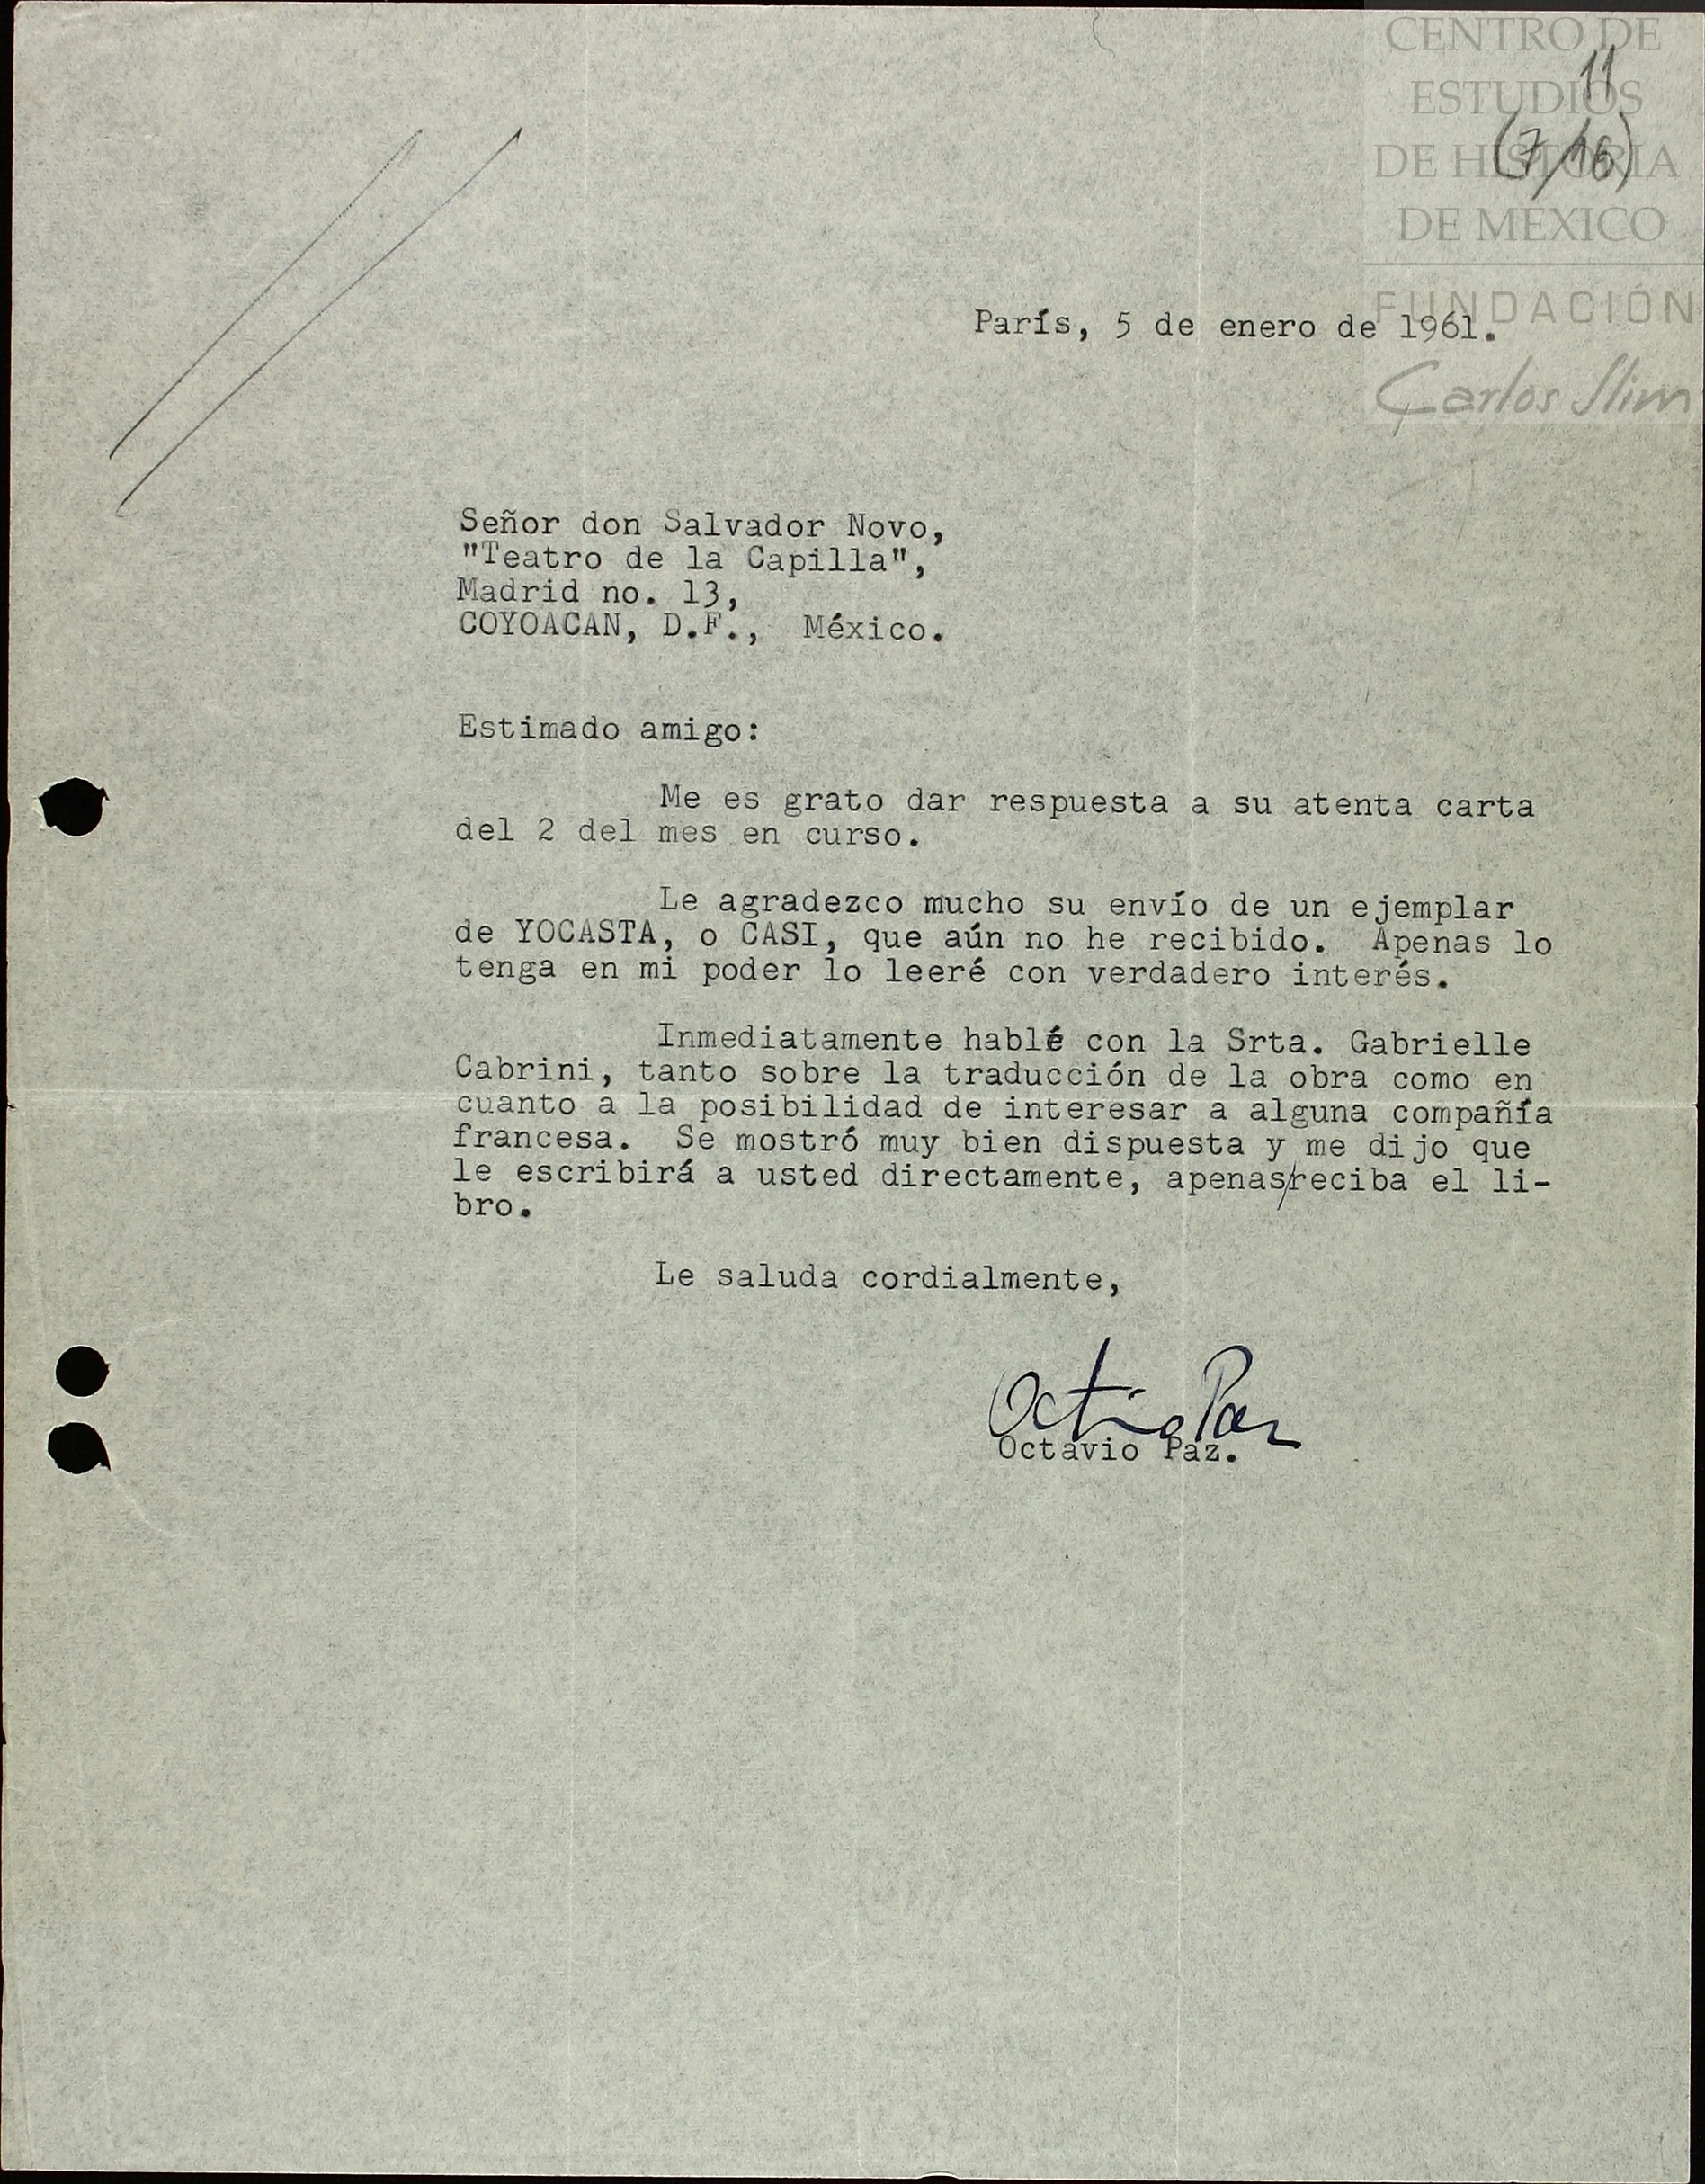 CENTRO DE
ESTUDIOS
DE HISTORIA
DE MÉXICO
FUNDACIÓN
Carlos Slim
11
(7/16)
París, 5 de enero de 1961.
Señor don Salvador Novo,
"Teatro de la Capilla",
Madrid no. 13,
COYOACAN, D.F.,  México.
Estimado amigo:
Me es grato dar respuesta a su atenta carta
del 2 del mes en curso.
Le agradezco mucho su envío de un ejemplar
de YOCASTA, o CASI, que aún no he recibido.  Apenas lo
tenga en mi poder lo leeré con verdadero interés.
Inmediatamente hablé con la Srta. Gabrielle
Cabrini, tanto sobre la traducción de la obra como en
cuanto a la posibilidad de interesar a alguna compañía
francesa.  Se mostró muy bien dispuesta y me dijo que
le escribirá a usted directamente, apenas/reciba el li-
bro.
Le saluda cordialmente,
Octavio Paz
Octavio Paz.